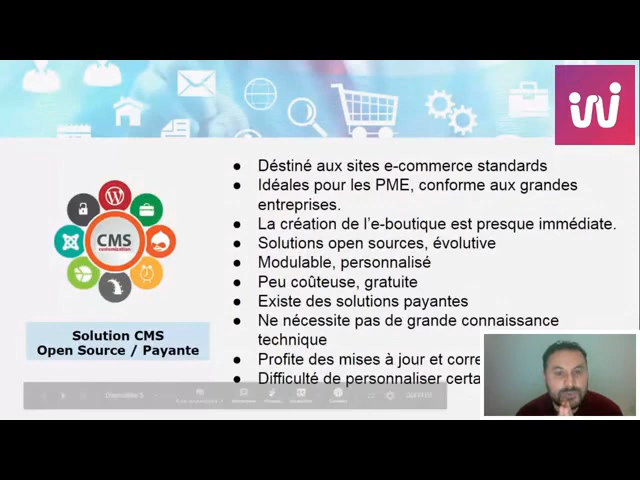 Déstiné aux sites e-commerce standards
Idéales pour les PME, conforme aux grandes
entreprises.
La création de l'e-boutique est presque immédiate.
Solutions open sources, évolutive
Modulable, personnalisé
Peu coûteuse, gratuite
Existe des solutions payantes
Ne nécessite pas de grande connaissance
technique
Profite des mises à jour et corre
Difficulté de personnaliser certa
CMS
customization
Solution CMS
Open Source / Payante